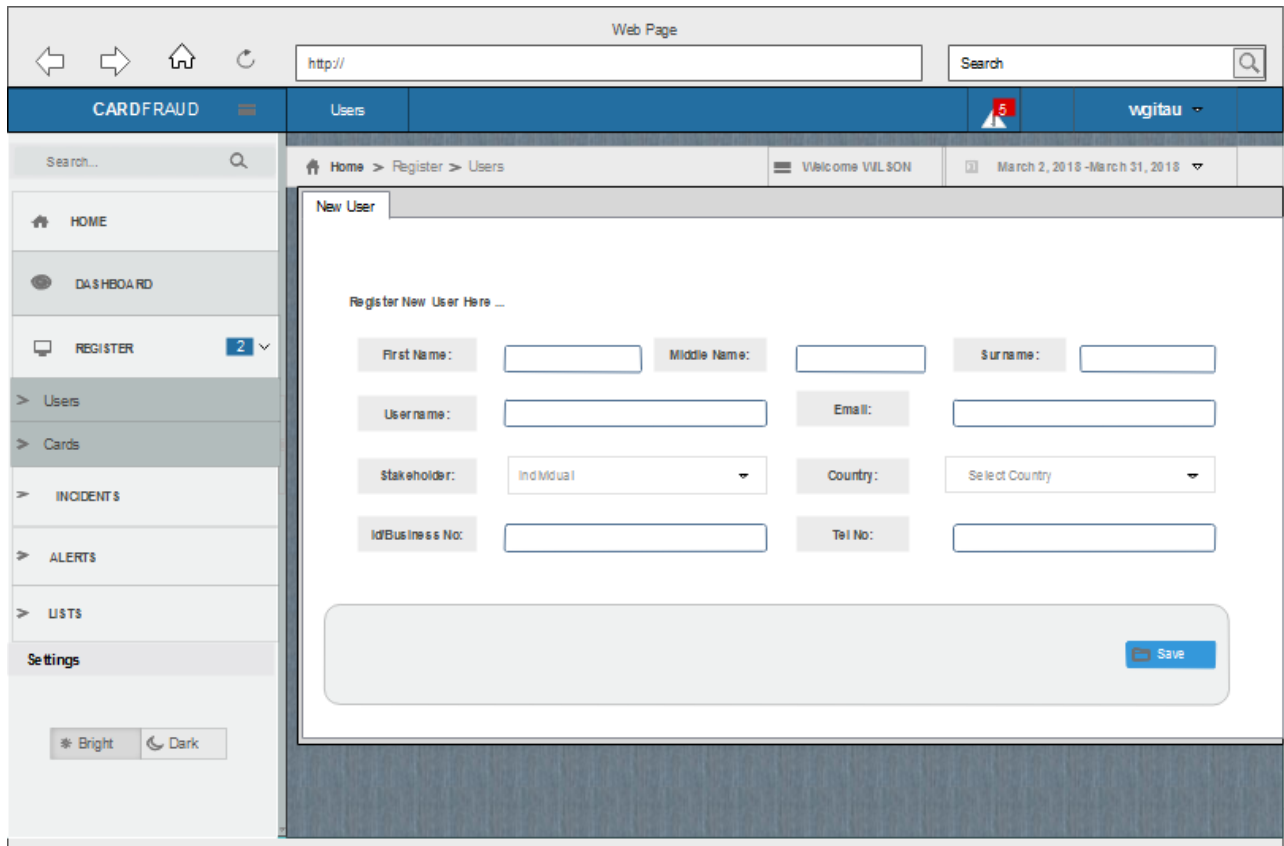 Web Page
http://
Search
CARDFRAUD
Users
5
wgitau
Search...
Home > Register > Users
Welcome WILSON
March 2, 2018 -March 31, 2018
New User
HOME
DASHBOARD
REGISTER
2
> Users
> Cards
> INCIDENTS
> ALERTS
> LISTS
Settings
Bright
Dark
Register New User Here ...
First Name:
Middle Name:
Surname:
Username:
Email:
Stakeholder:
Individual
Country:
Select Country
Id/Business No:
Tel No:
Save